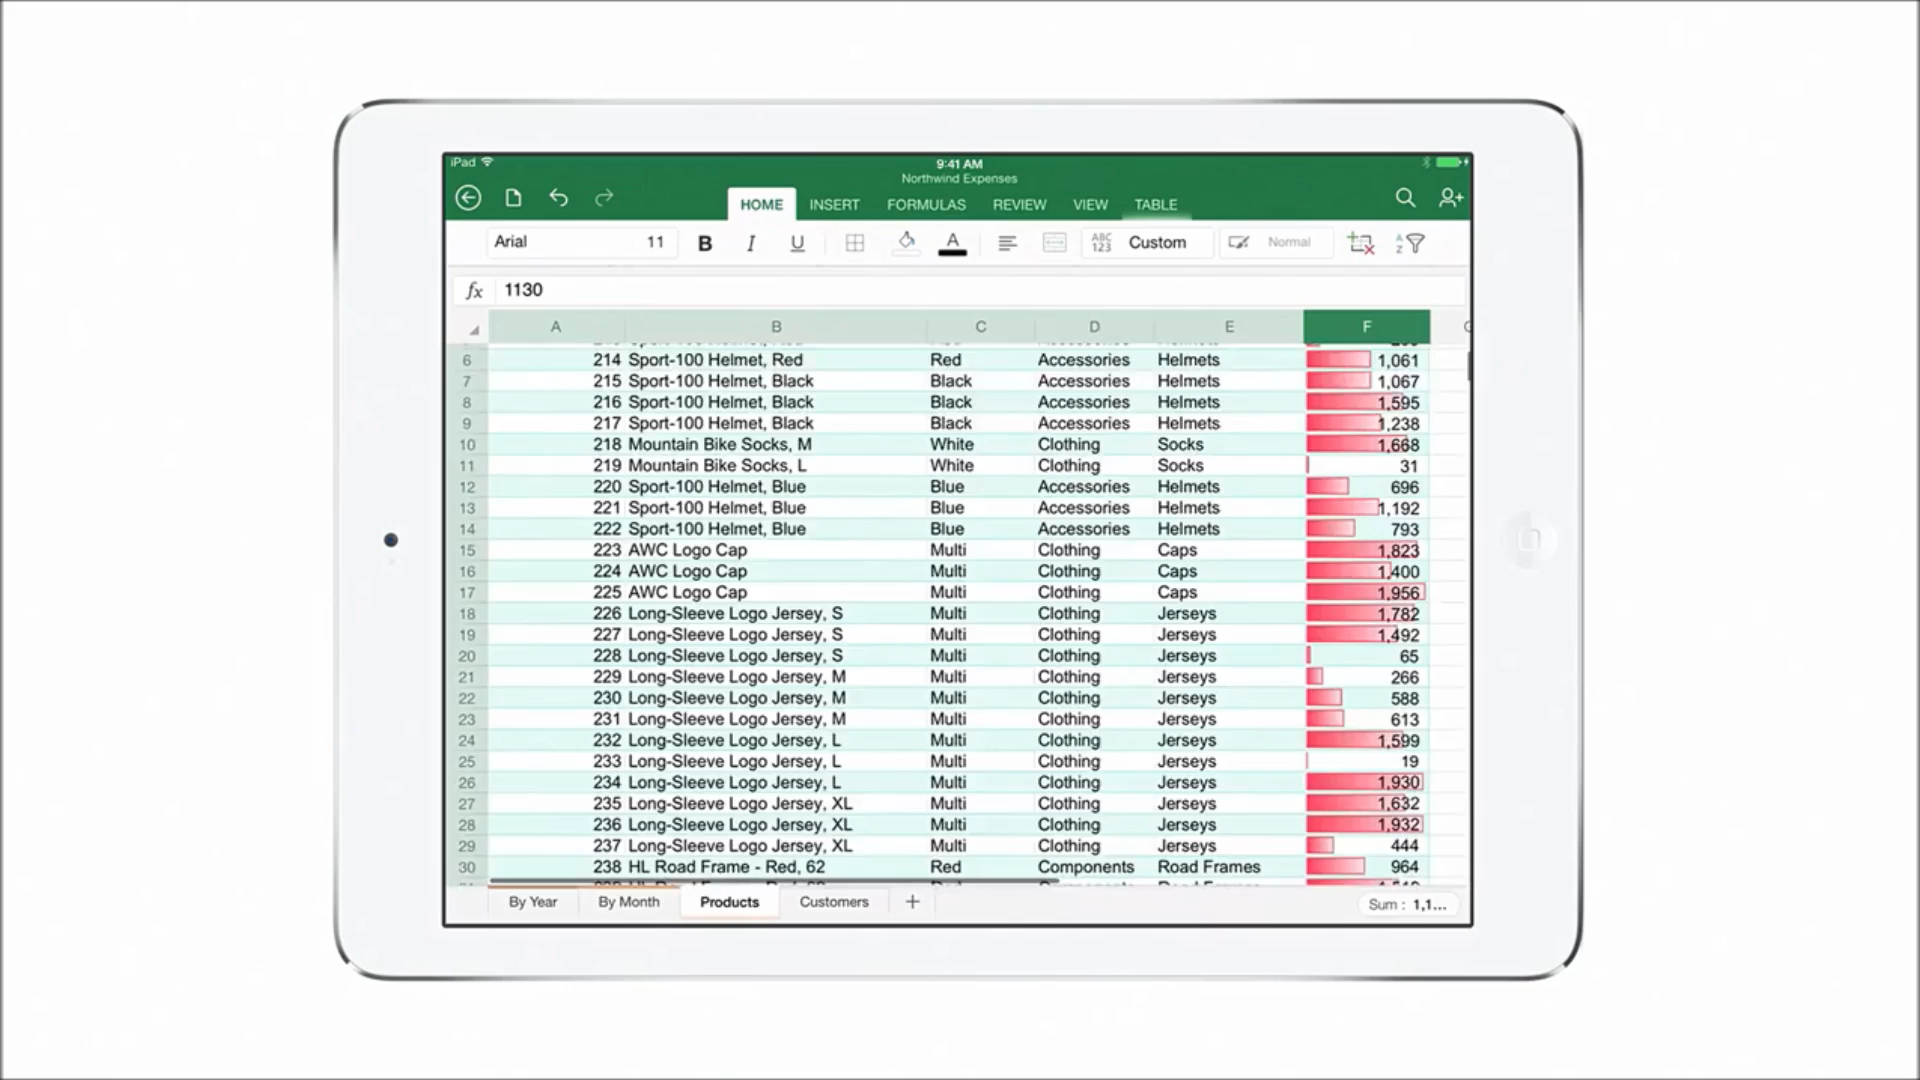 iPad
9:41 AM
Northwind Expenses
HOME INSERT FORMULAS REVIEW VIEW TABLE
Arial 11 B I U A ABC 123 Custom Normal A Z
fx 1130
A B C D E F
6 214 Sport-100 Helmet, Red Red Accessories Helmets 1,061
7 215 Sport-100 Helmet, Black Black Accessories Helmets 1,067
8 216 Sport-100 Helmet, Black Black Accessories Helmets 1,595
9 217 Sport-100 Helmet, Black Black Accessories Helmets 1,238
10 218 Mountain Bike Socks, M White Clothing Socks 1,668
11 219 Mountain Bike Socks, L White Clothing Socks 31
12 220 Sport-100 Helmet, Blue Blue Accessories Helmets 696
13 221 Sport-100 Helmet, Blue Blue Accessories Helmets 1,192
14 222 Sport-100 Helmet, Blue Blue Accessories Helmets 793
15 223 AWC Logo Cap Multi Clothing Caps 1,823
16 224 AWC Logo Cap Multi Clothing Caps 1,400
17 225 AWC Logo Cap Multi Clothing Caps 1,956
18 226 Long-Sleeve Logo Jersey, S Multi Clothing Jerseys 1,782
19 227 Long-Sleeve Logo Jersey, S Multi Clothing Jerseys 1,492
20 228 Long-Sleeve Logo Jersey, S Multi Clothing Jerseys 65
21 229 Long-Sleeve Logo Jersey, M Multi Clothing Jerseys 266
22 230 Long-Sleeve Logo Jersey, M Multi Clothing Jerseys 588
23 231 Long-Sleeve Logo Jersey, M Multi Clothing Jerseys 613
24 232 Long-Sleeve Logo Jersey, L Multi Clothing Jerseys 1,599
25 233 Long-Sleeve Logo Jersey, L Multi Clothing Jerseys 19
26 234 Long-Sleeve Logo Jersey, L Multi Clothing Jerseys 1,930
27 235 Long-Sleeve Logo Jersey, XL Multi Clothing Jerseys 1,632
28 236 Long-Sleeve Logo Jersey, XL Multi Clothing Jerseys 1,932
29 237 Long-Sleeve Logo Jersey, XL Multi Clothing Jerseys 444
30 238 HL Road Frame - Red, 62 Red Components Road Frames 964
By Year By Month Products Customers + Sum : 1,1...